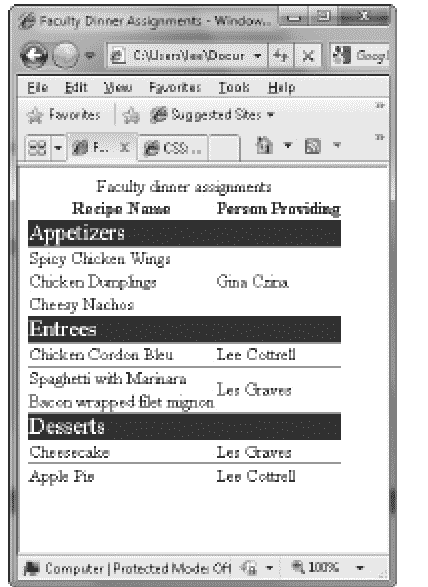 Faculty Dinner Assignments - Window...
C:\Users\lee\Docur
Googl
File Edit View Favorites Tools Help
Favorites Suggested Sites
F... X CSS ...
Faculty dinner assignments
Recipe Name Person Providing
Appetizers
Spicy Chicken Wings
Chicken Dumplings Gina Czina
Cheesy Nachos
Entrees
Chicken Cordon Bleu Lee Cottrell
Spaghetti with Marinara
Les Graves
Bacon wrapped filet mignon
Desserts
Cheesecake Les Graves
Apple Pie Lee Cottrell
Computer | Protected Mode: Off 100%